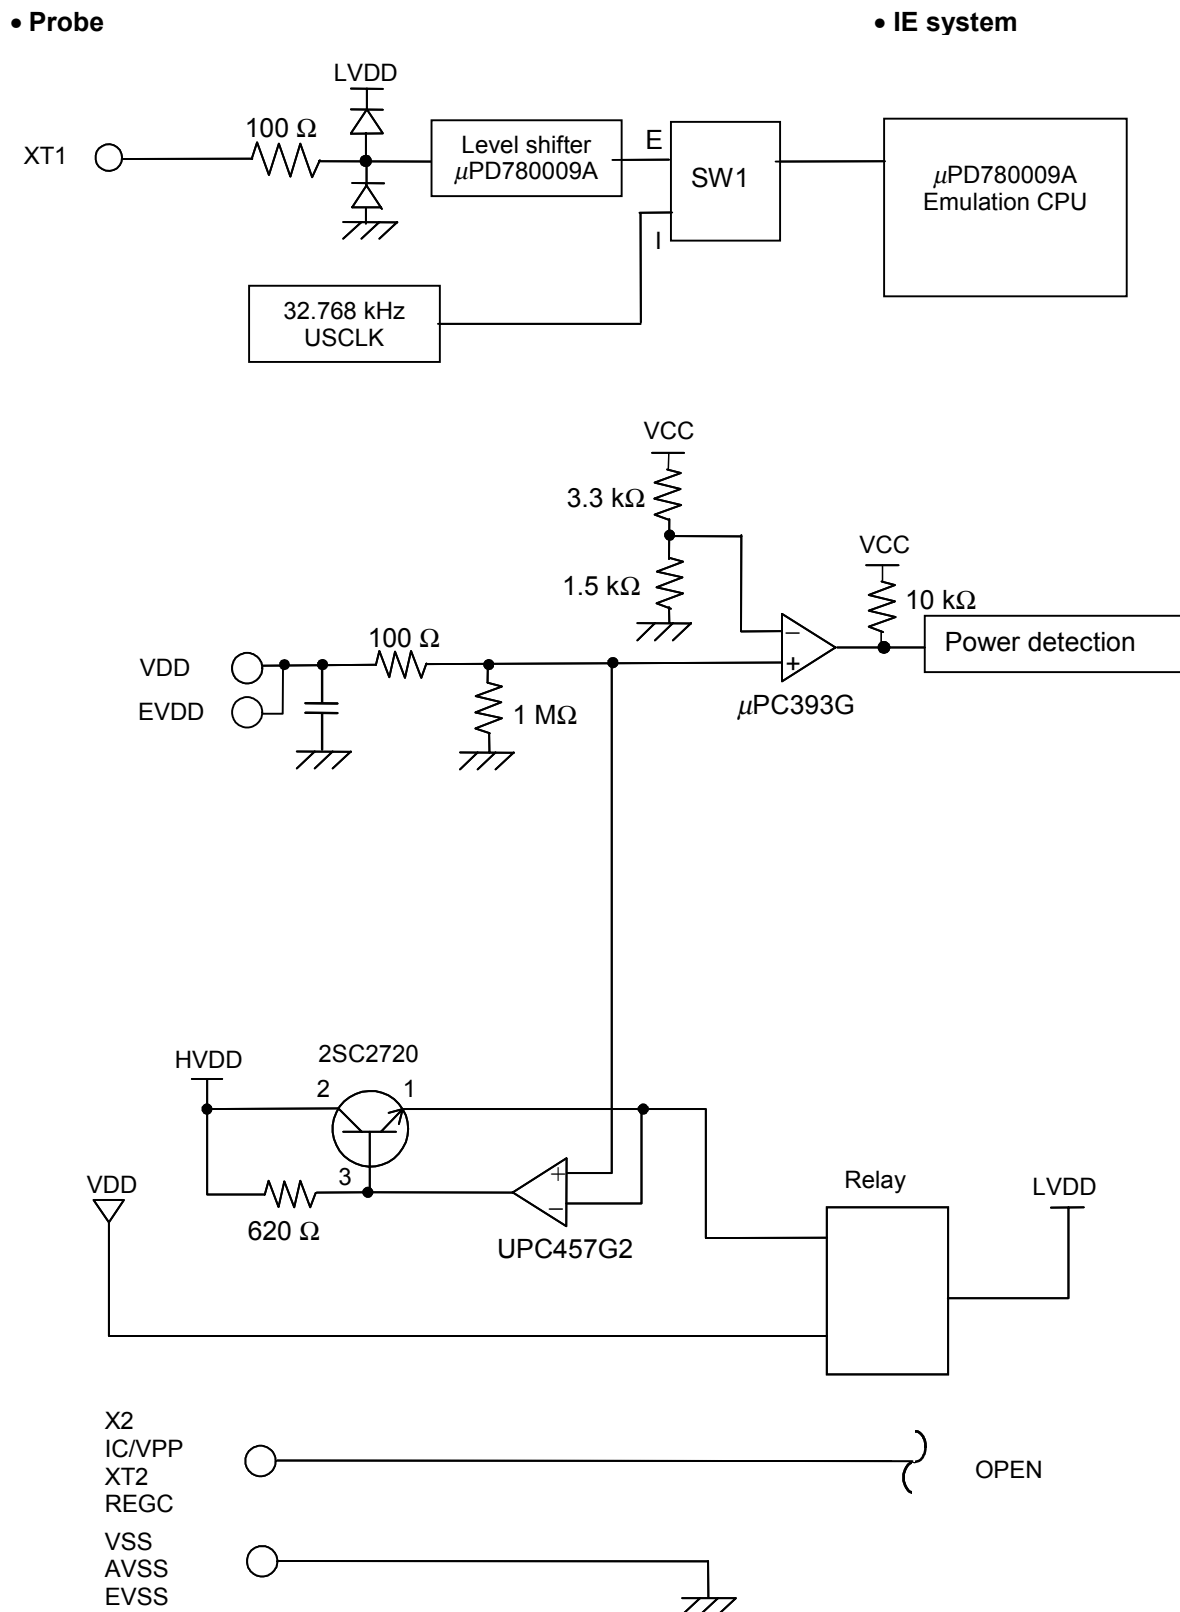 • Probe
• IE system
LVDD
100 Ω
XT1
Level shifter
μPD780009A
E
SW1
I
μPD780009A
Emulation CPU
32.768 kHz
USCLK
VCC
3.3 kΩ
1.5 kΩ
VCC
10 kΩ
Power detection
100 Ω
VDD
EVDD
1 MΩ
−
+
μPC393G
HVDD
2SC2720
2
1
3
VDD
620 Ω
+
−
UPC457G2
Relay
LVDD
X2
IC/VPP
XT2
REGC
OPEN
VSS
AVSS
EVSS